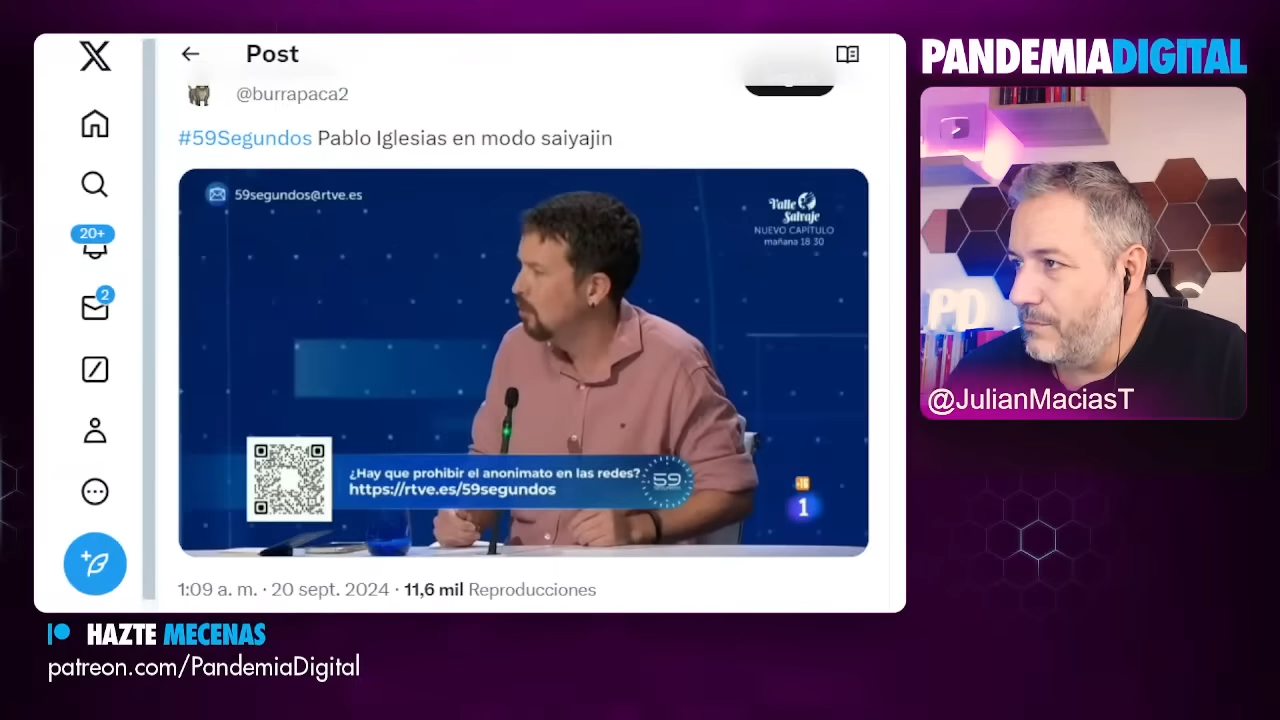 Post
@burrapaca2
#59Segundos Pablo Iglesias en modo saiyajin
59segundos@rtve.es
Valle
Salvaje
NUEVO CAPÍTULO
mañana 18 30
¿Hay que prohibir el anonimato en las redes?
https://rtve.es/59segundos
59
+16
1
1:09 a. m. · 20 sept. 2024 · 11,6 mil Reproducciones
20+
2
PANDEMIADIGITAL
PD
@JulianMaciasT
HAZTE MECENAS
patreon.com/PandemiaDigital